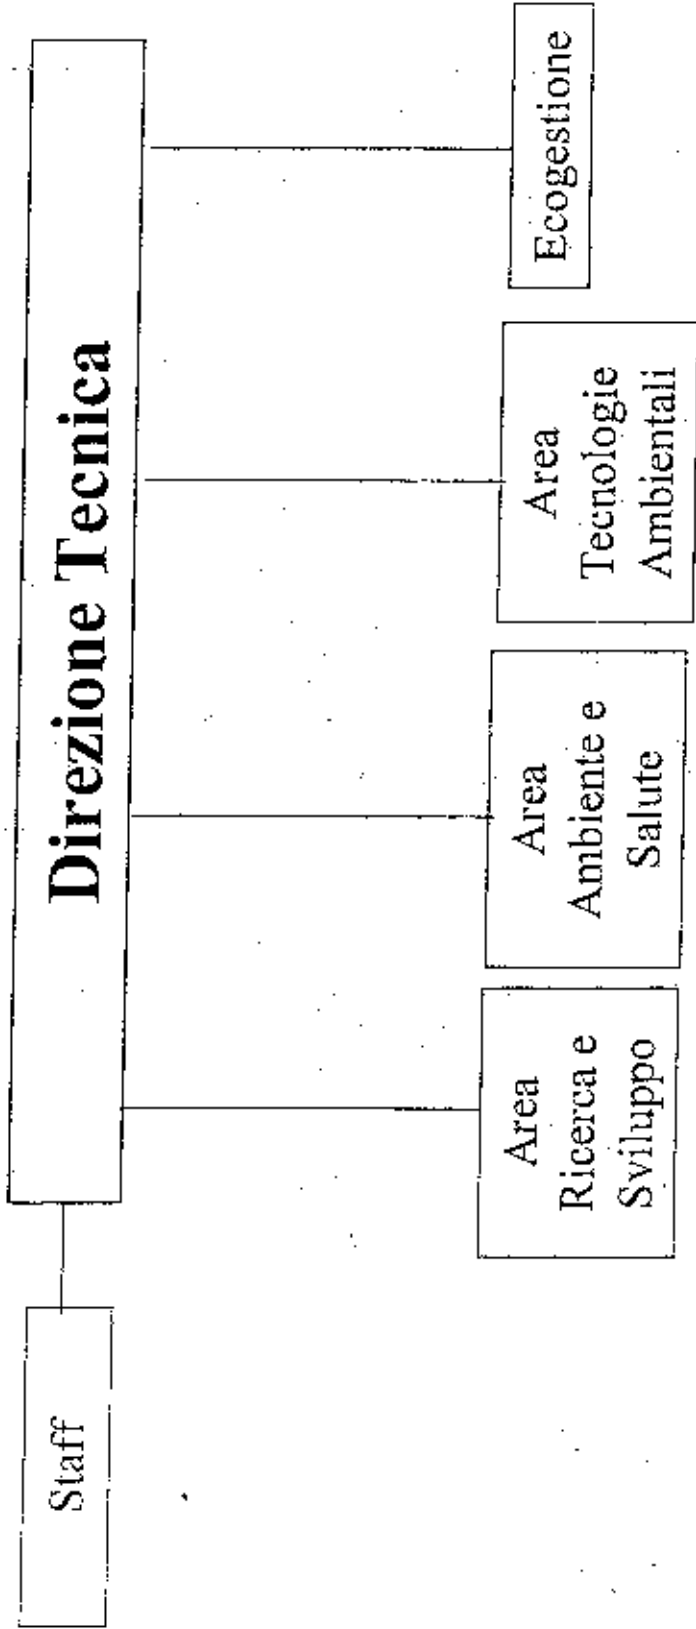 Staff
Direzione Tecnica
Area
Ricerca e
Sviluppo
Area
Ambiente e
Salute
Area
Tecnologie
Ambientali
Ecogestione